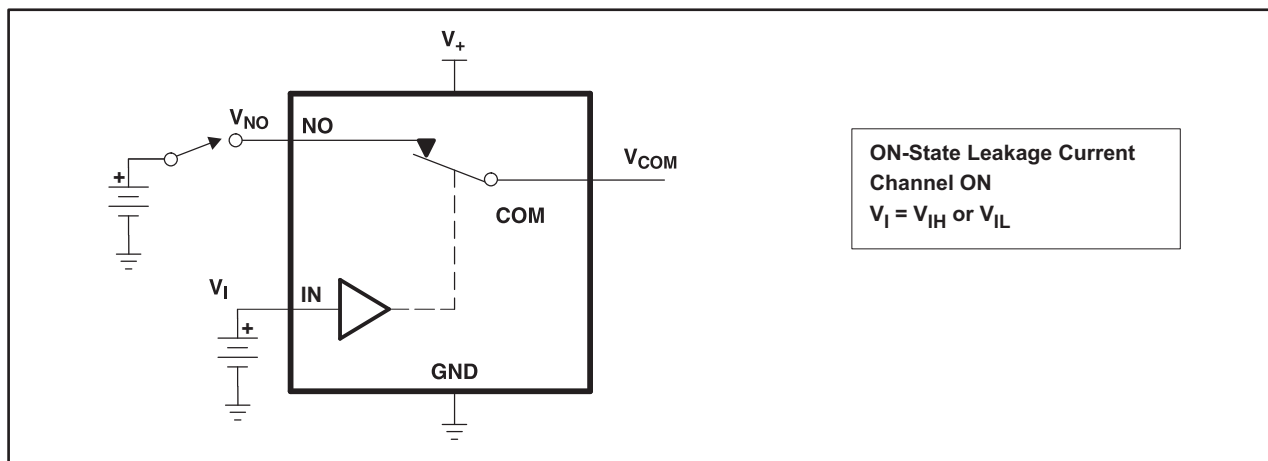 V+
VNO
NO
+
VCOM
COM
VI
IN
+
GND
ON-State Leakage Current
Channel ON
VI = VIH or VIL